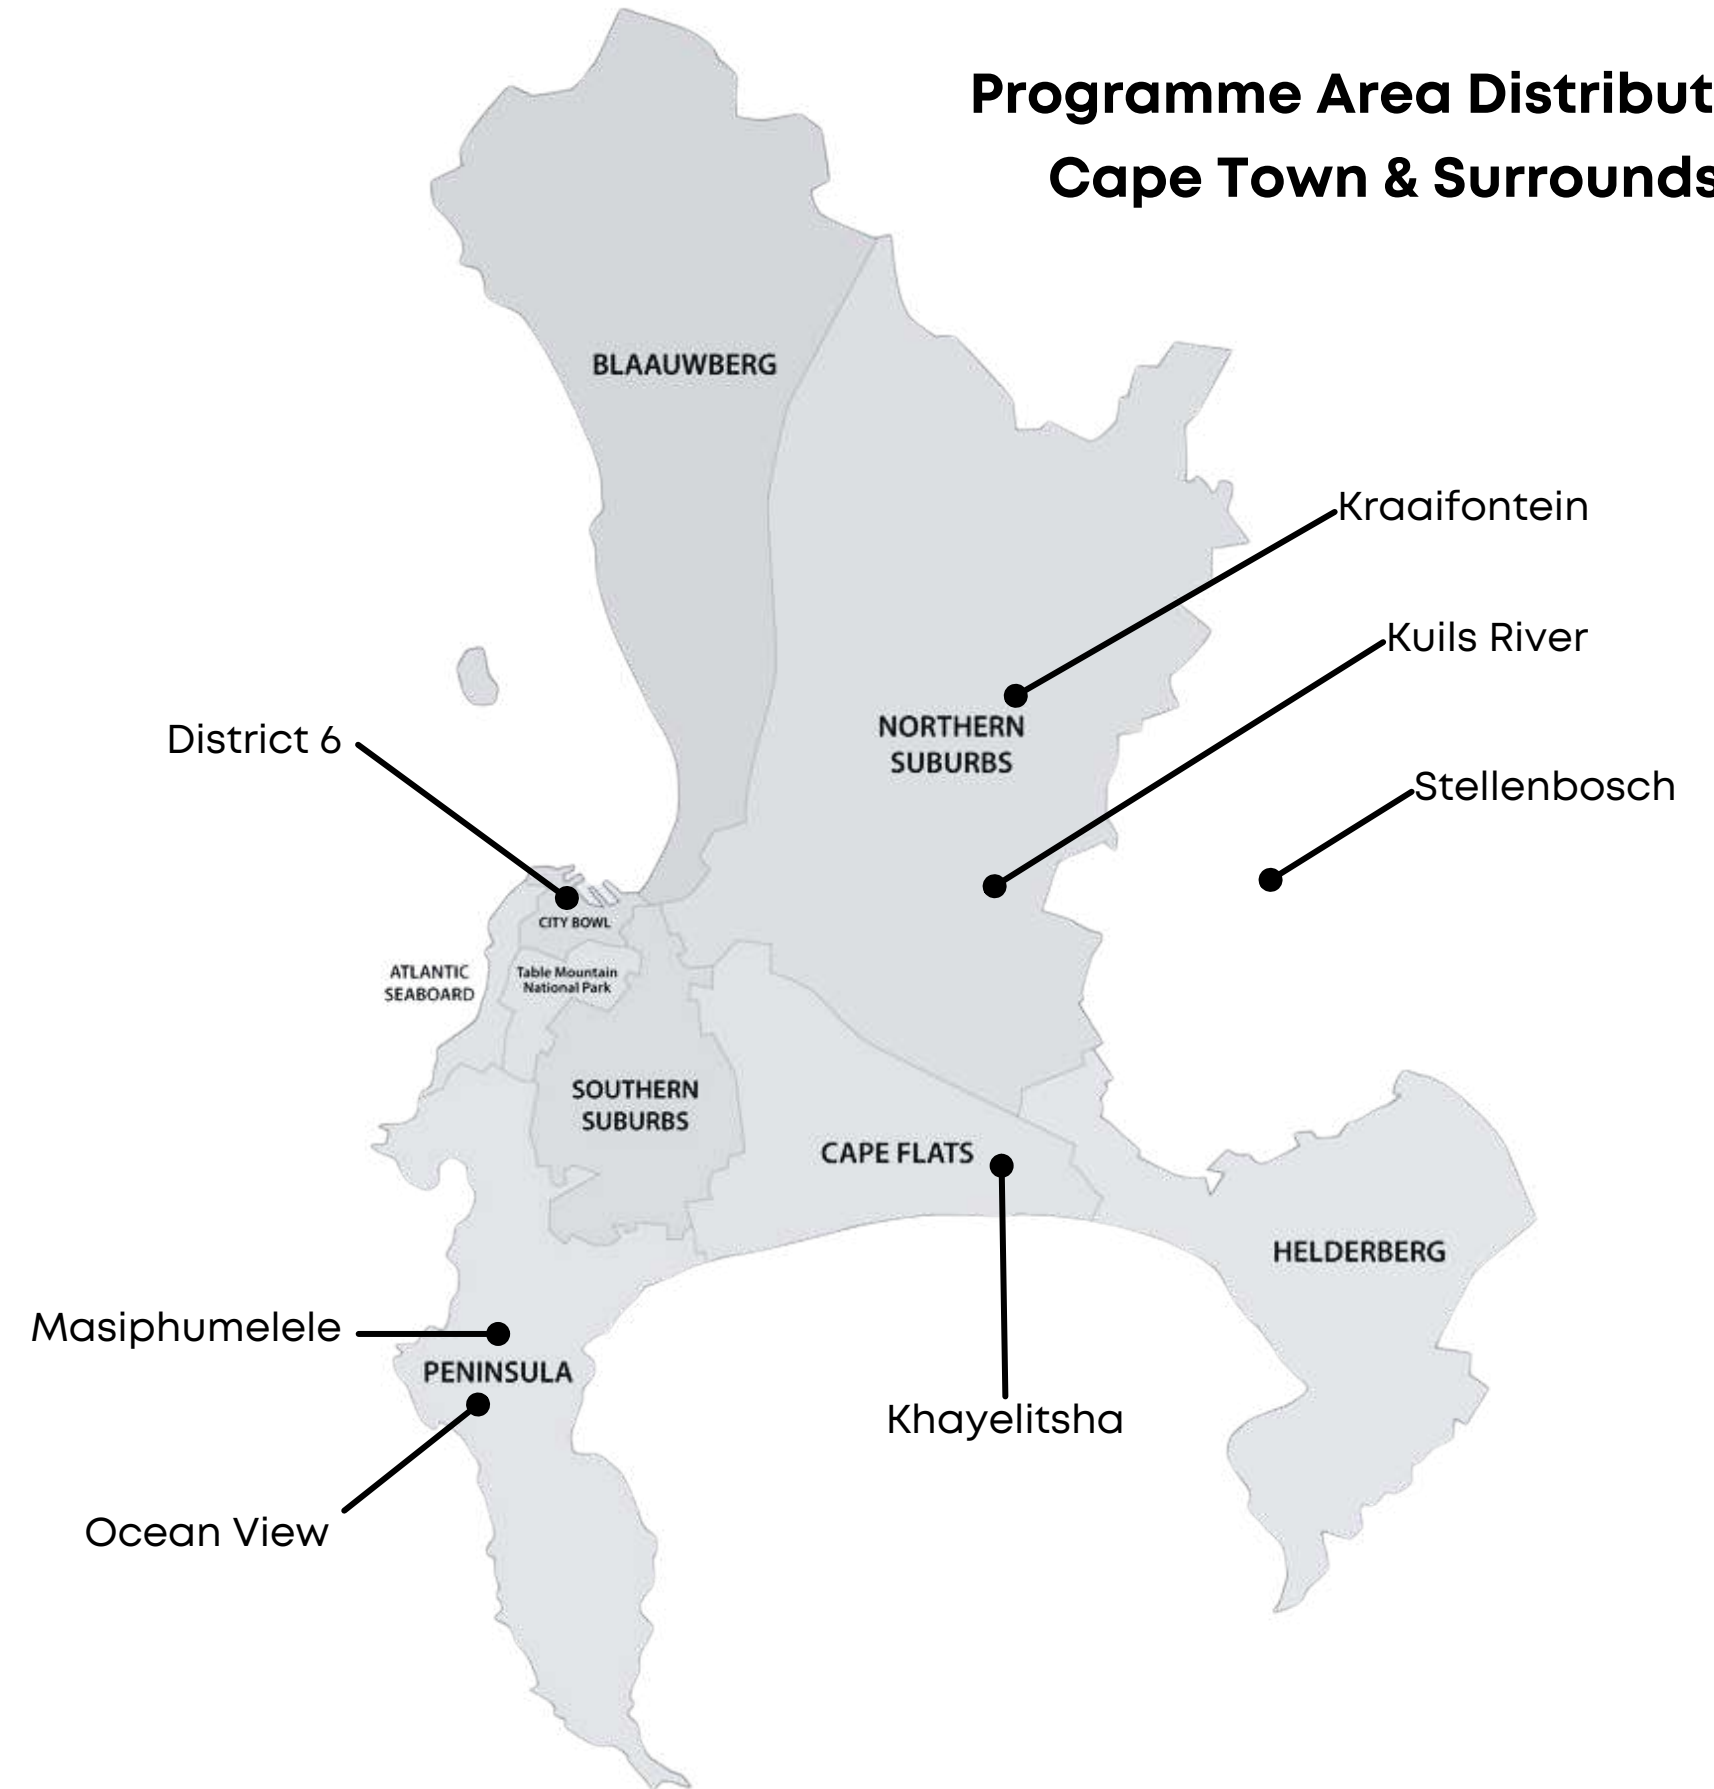 Programme Area Distribut
Cape Town & Surrounds
BLAAUWBERG
Kraaifontein
Kuils River
NORTHERN
SUBURBS
District 6
Stellenbosch
CITY BOWL
ATLANTIC
SEABOARD
Table Mountain
National Park
SOUTHERN
SUBURBS
CAPE FLATS
HELDERBERG
Masiphumelele
PENINSULA
Khayelitsha
Ocean View